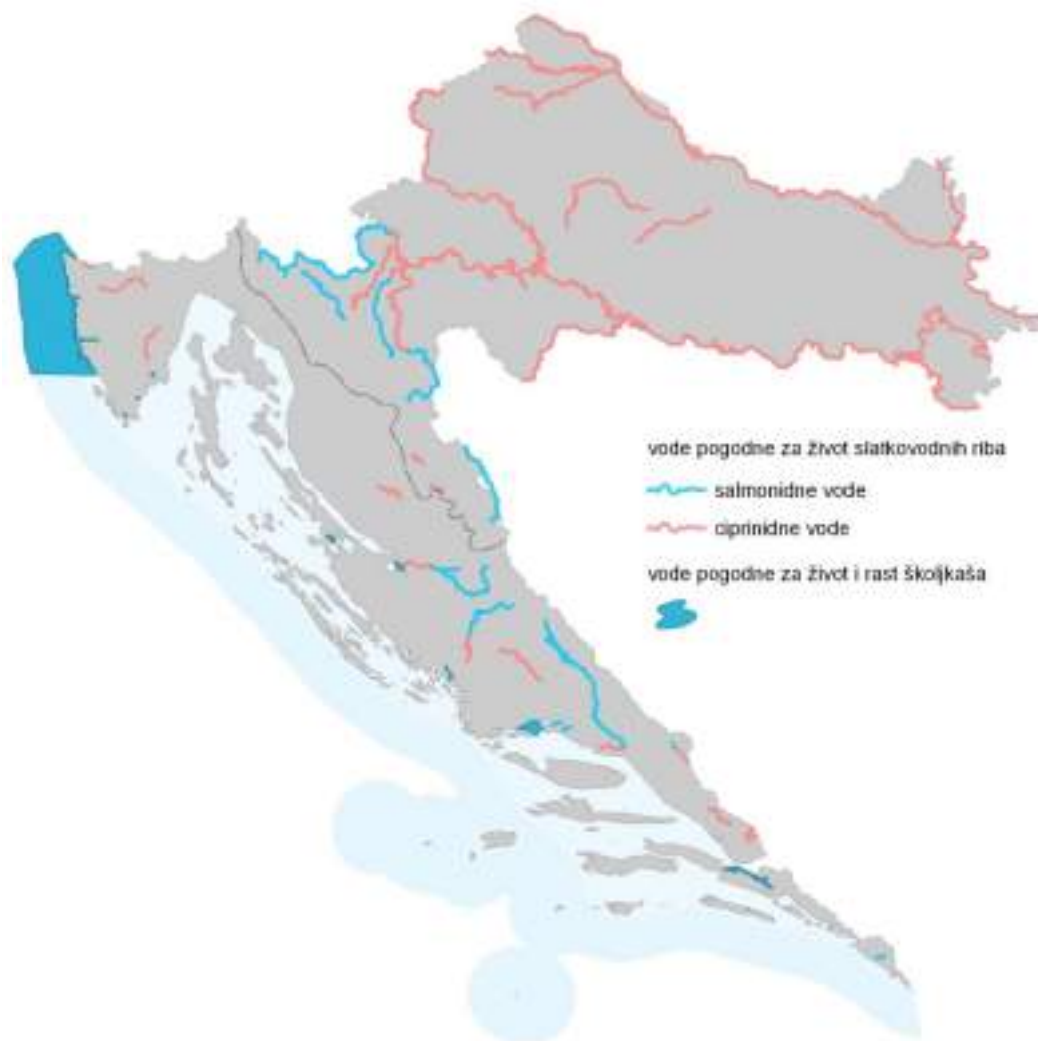 vode pogodne za život slatkovodnih riba
salmonidne vode
ciprinidne vode
vode pogodne za život i rast školjkaša